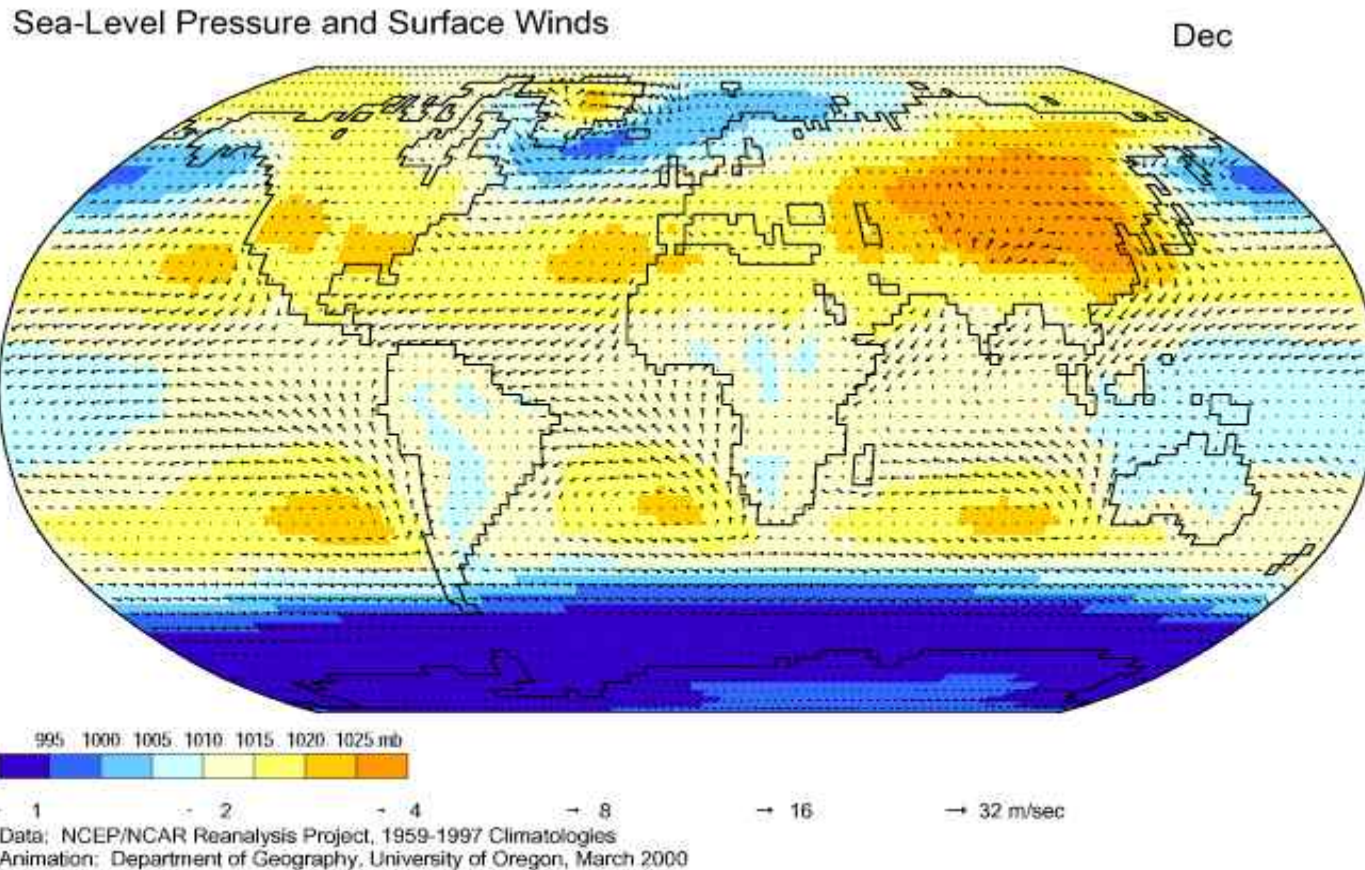 Sea-Level Pressure and Surface Winds
Dec
995 1000 1005 1010 1015 1020 1025 mb
1 2 4 8 16 32 m/sec
Data: NCEP/NCAR Reanalysis Project, 1959-1997 Climatologies
Animation: Department of Geography, University of Oregon, March 2000